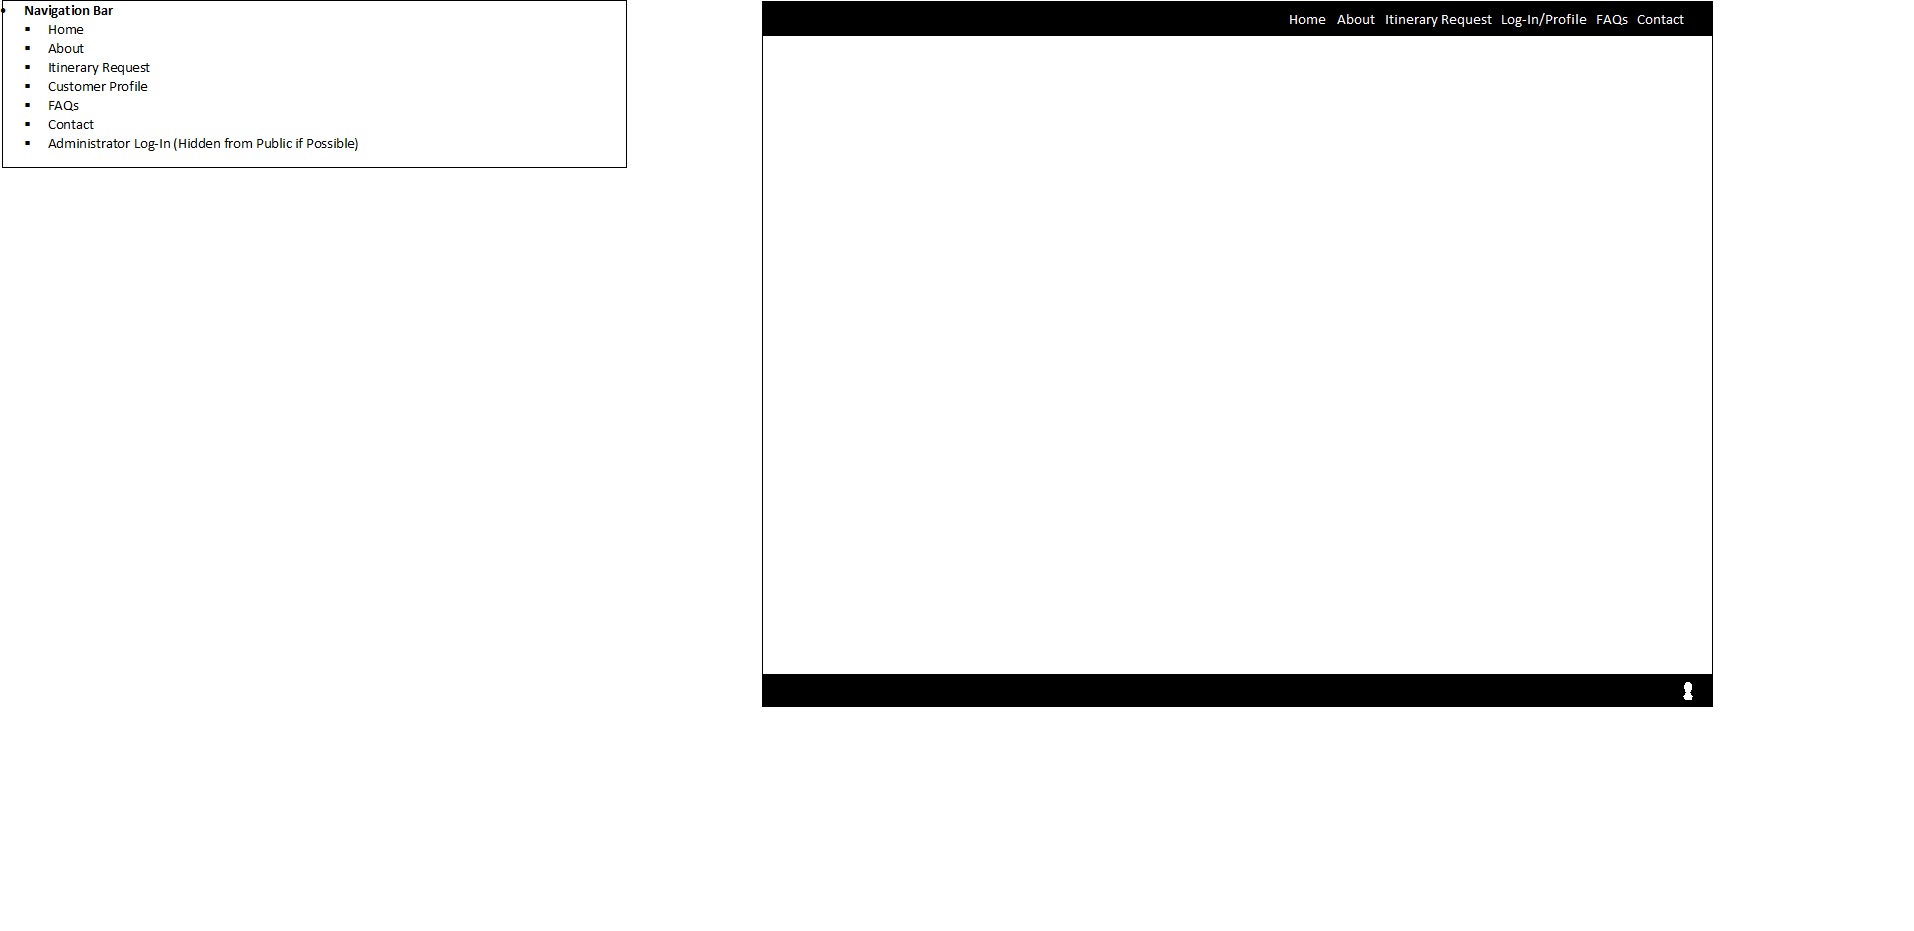 Navigation Bar
Home
About
Itinerary Request
Customer Profile
FAQs
Contact
Administrator Log-In (Hidden from Public if Possible)
Home About Itinerary Request Log-In/Profile FAQs Contact